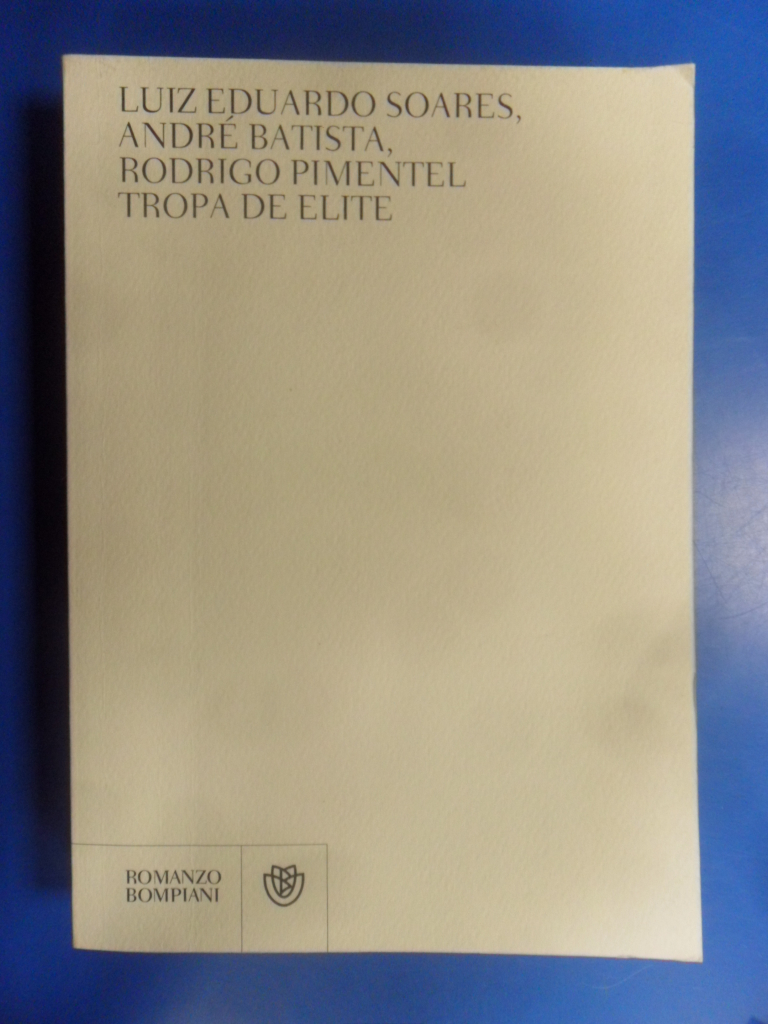 LUIZ EDUARDO SOARES,
ANDRÉ BATISTA,
RODRIGO PIMENTEL
TROPA DE ELITE
ROMANZO
BOMPIANI